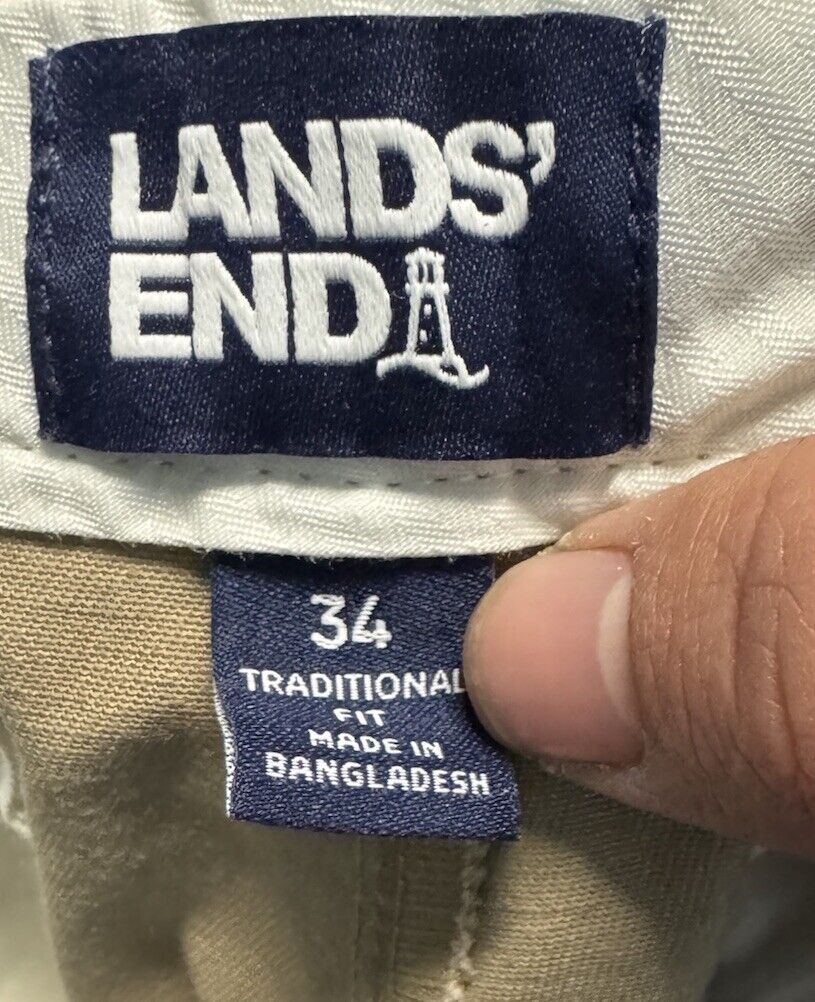 LANDS'
END
34
TRADITIONAL
FIT
MADE IN
BANGLADESH